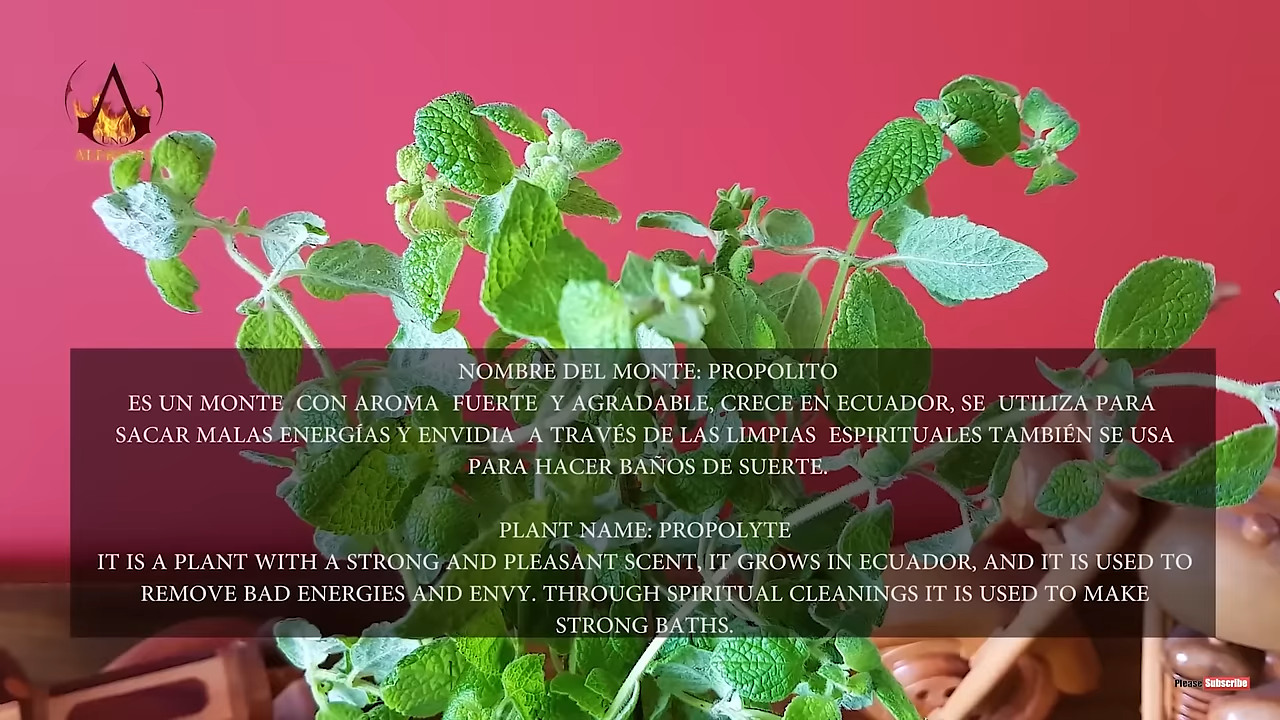 UNO
NOMBRE DEL MONTE: PROPOLITO
ES UN MONTE CON AROMA FUERTE Y AGRADABLE, CRECE EN ECUADOR, SE UTILIZA PARA
SACAR MALAS ENERGÍAS Y ENVIDIA A TRAVÉS DE LAS LIMPIAS ESPIRITUALES TAMBIÉN SE USA
PARA HACER BAÑOS DE SUERTE.
PLANT NAME: PROPOLYTE
IT IS A PLANT WITH A STRONG AND PLEASANT SCENT, IT GROWS IN ECUADOR, AND IT IS USED TO
REMOVE BAD ENERGIES AND ENVY. THROUGH SPIRITUAL CLEANINGS IT IS USED TO MAKE
STRONG BATHS.
Please Subscribe